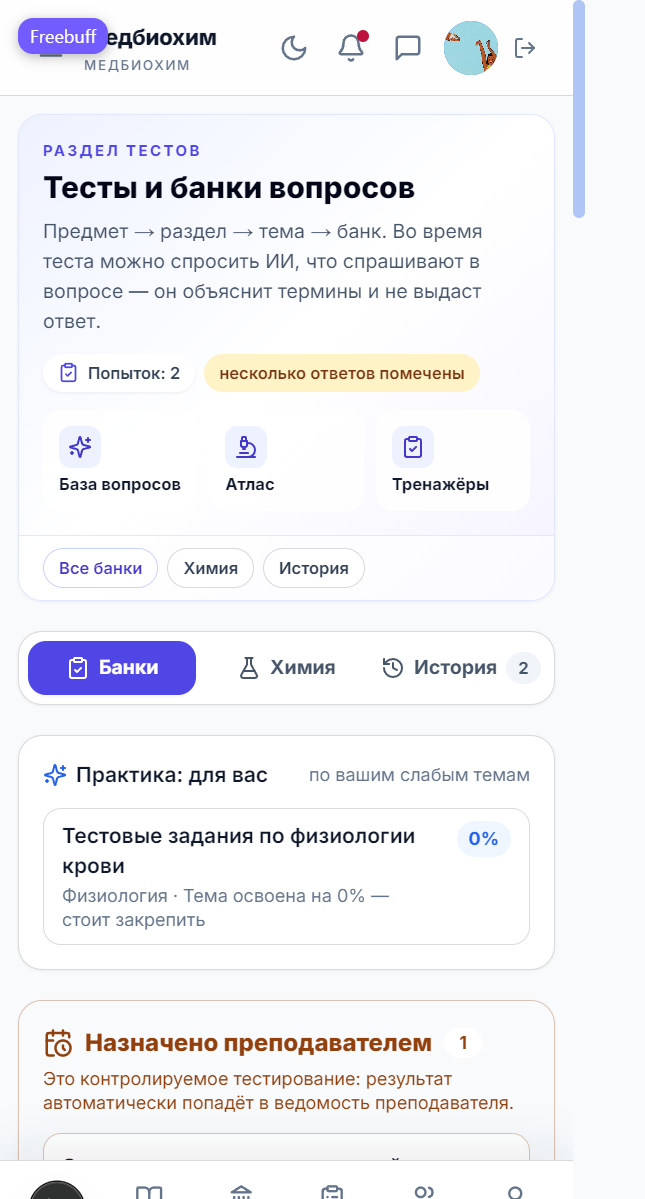 Freebuff
едбиохим
МЕДБИОХИМ
РАЗДЕЛ ТЕСТОВ
Тесты и банки вопросов
Предмет → раздел → тема → банк. Во время
теста можно спросить ИИ, что спрашивают в
вопросе — он объяснит термины и не выдаст
ответ.
Попыток: 2
несколько ответов помечены
База вопросов
Атлас
Тренажёры
Все банки
Химия
История
Банки
Химия
История 2
Практика: для вас
по вашим слабым темам
Тестовые задания по физиологии
крови
0%
Физиология · Тема освоена на 0% —
стоит закрепить
Назначено преподавателем 1
Это контролируемое тестирование: результат
автоматически попадёт в ведомость преподавателя.